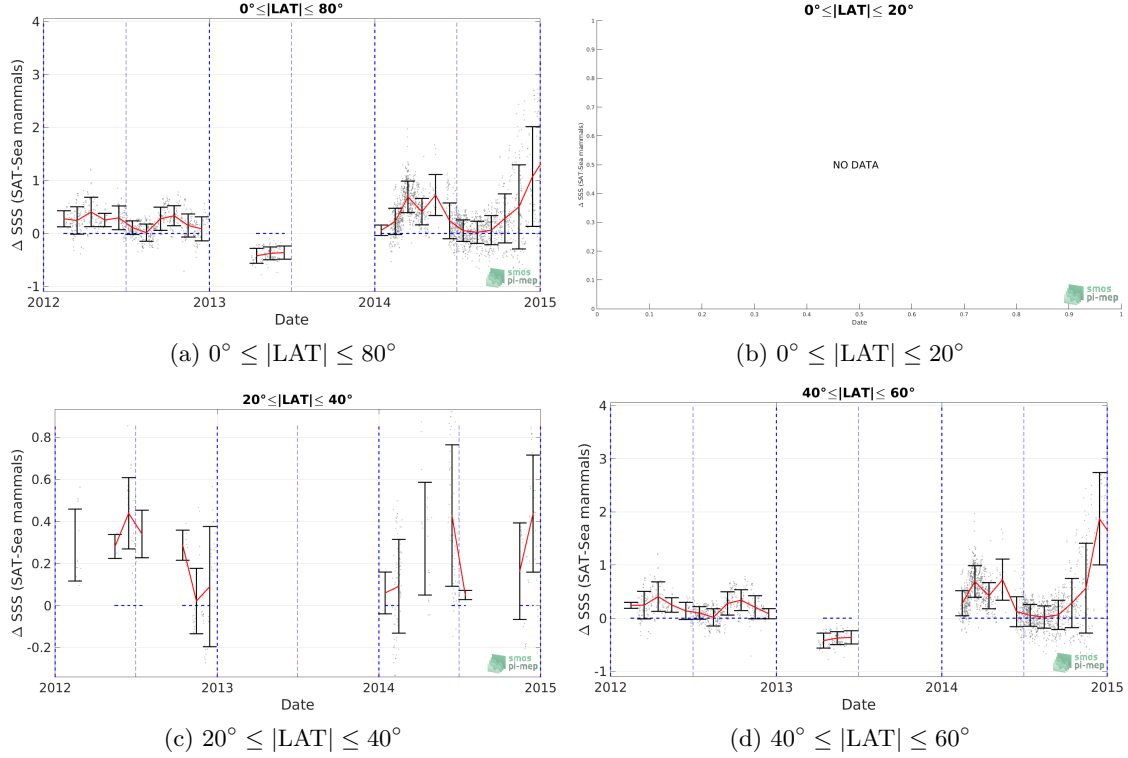 0°≤|LAT|≤ 80°
4
3
2
1
0
-1
Δ SSS (SAT-Sea mammals)
2012
2013
2014
2015
Date
smos
pi-mep
(a) 0° ≤ |LAT| ≤ 80°
0°≤|LAT|≤ 20°
1
0.9
0.8
0.7
0.6
0.5
0.4
0.3
0.2
0.1
0
Δ SSS (SAT-Sea mammals)
NO DATA
0 0.1 0.2 0.3 0.4 0.5 0.6 0.7 0.8 0.9 1
Date
smos
pi-mep
(b) 0° ≤ |LAT| ≤ 20°
20°≤|LAT|≤ 40°
0.8
0.6
0.4
0.2
0
-0.2
Δ SSS (SAT-Sea mammals)
2012
2013
2014
2015
Date
smos
pi-mep
(c) 20° ≤ |LAT| ≤ 40°
40°≤|LAT|≤ 60°
4
3
2
1
0
-1
Δ SSS (SAT-Sea mammals)
2012
2013
2014
2015
Date
smos
pi-mep
(d) 40° ≤ |LAT| ≤ 60°